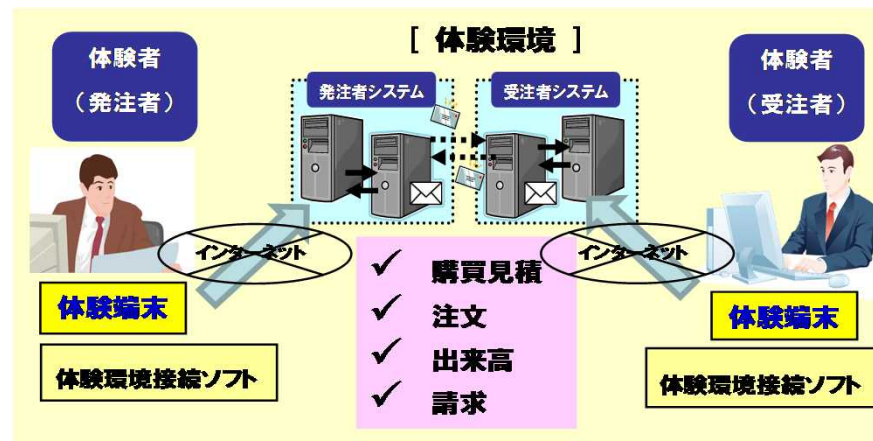 [ 体験環境 ]
体験者
（発注者）
発注者システム
受注者システム
体験者
（受注者）
インターネット
インターネット
✓ 購買見積
✓ 注文
✓ 出来高
✓ 請求
体験端末
体験環境接続ソフト
体験端末
体験環境接続ソフト